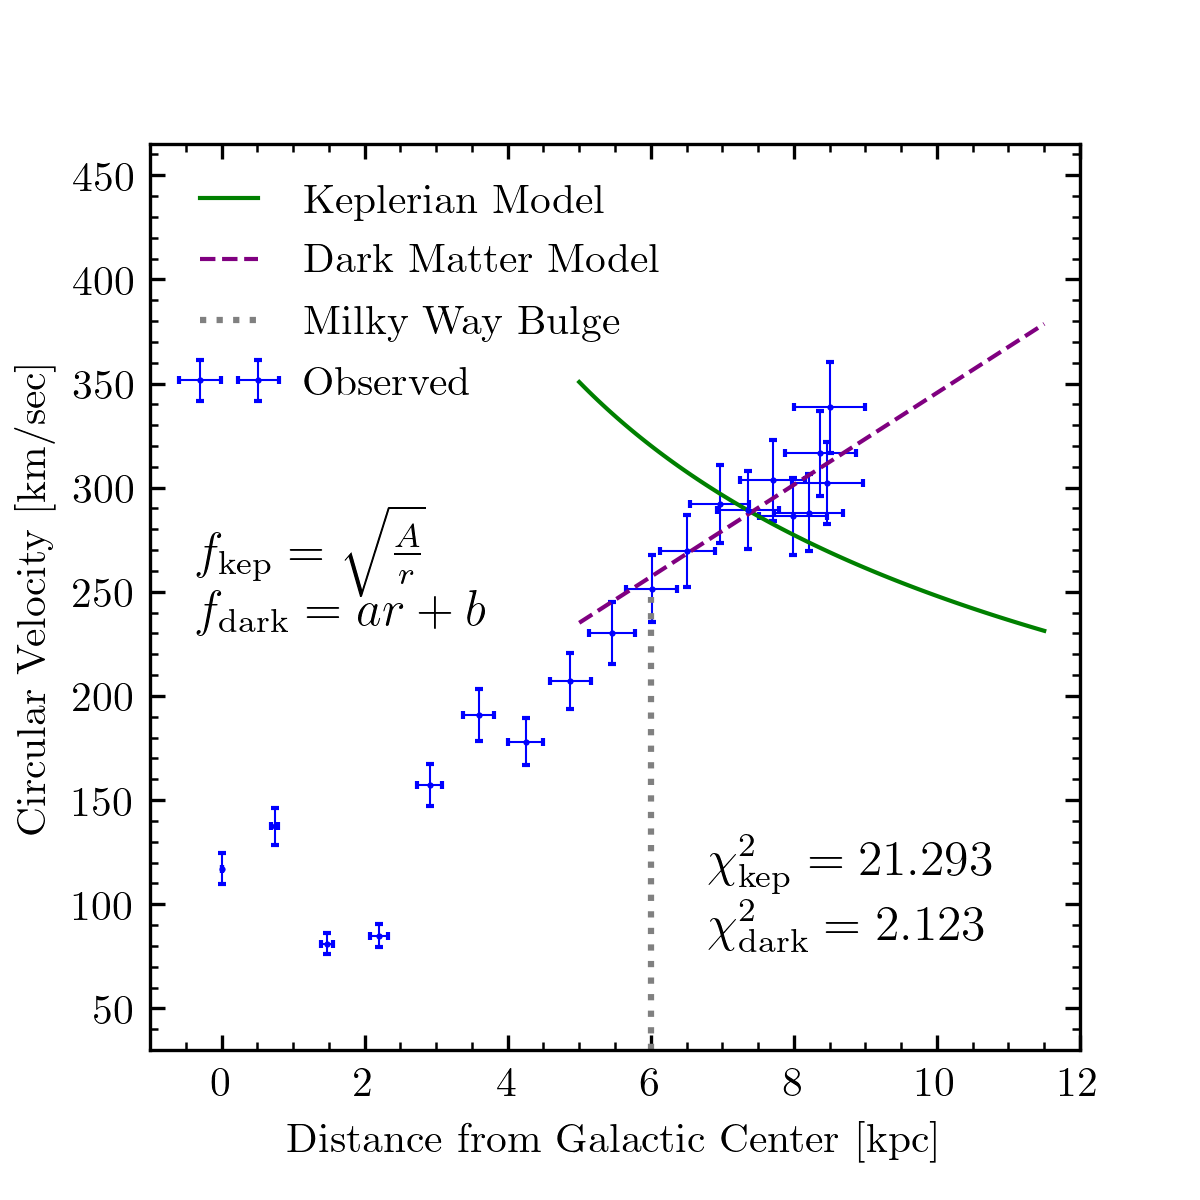 Keplerian Model
Dark Matter Model
Milky Way Bulge
Observed
f_kep = √(A/r)
f_dark = ar + b
χ²_kep = 21.293
χ²_dark = 2.123
450
400
350
300
250
200
150
100
50
Circular Velocity [km/sec]
0 2 4 6 8 10 12
Distance from Galactic Center [kpc]